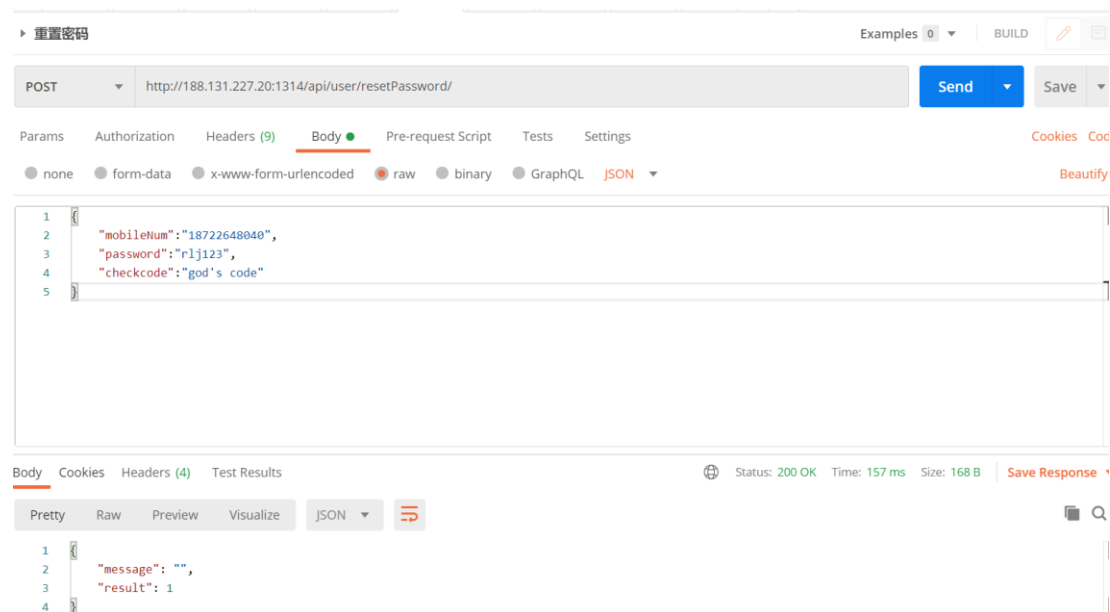 重置密码 Examples 0 BUILD
POST http://188.131.227.20:1314/api/user/resetPassword/ Send Save
Params Authorization Headers (9) Body Pre-request Script Tests Settings Cookies Cod
none form-data x-www-form-urlencoded raw binary GraphQL JSON Beautify
1 {
2 "mobileNum":"18722648040",
3 "password":"rlj123",
4 "checkcode":"god's code"
5 }
Body Cookies Headers (4) Test Results Status: 200 OK Time: 157 ms Size: 168 B Save Response
Pretty Raw Preview Visualize JSON
1 {
2 "message": "",
3 "result": 1
4 }